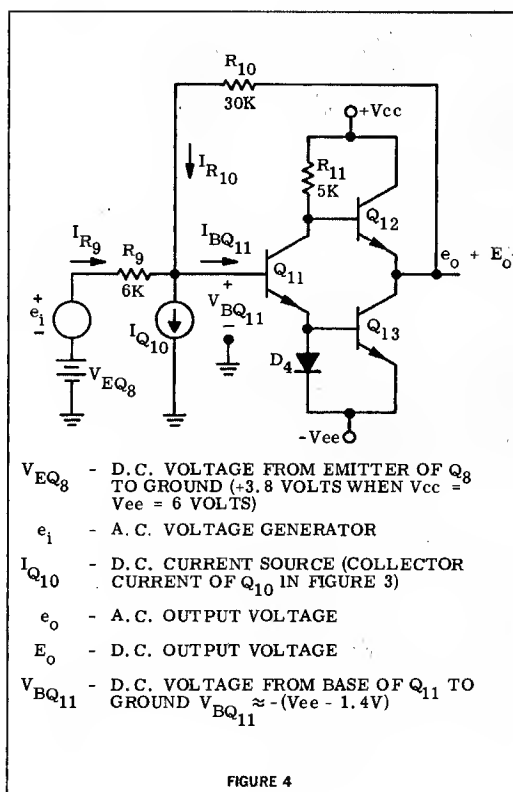 R10
30K
+Vcc
R11
5K
IR10
Q12
IR9
R9
6K
IBQ11
Q11
eo + Eo
+
ei
-
IQ10
+
VBQ11
-
Q13
D4
VEQ8
-Vee
VEQ8 - D.C. VOLTAGE FROM EMITTER OF Q8
TO GROUND (+3.8 VOLTS WHEN Vcc =
Vee = 6 VOLTS)
ei - A.C. VOLTAGE GENERATOR
IQ10 - D.C. CURRENT SOURCE (COLLECTOR
CURRENT OF Q10 IN FIGURE 3)
eo - A.C. OUTPUT VOLTAGE
Eo - D.C. OUTPUT VOLTAGE
VBQ11 - D.C. VOLTAGE FROM BASE OF Q11 TO
GROUND VBQ11 ≈ -(Vee - 1.4V)
FIGURE 4